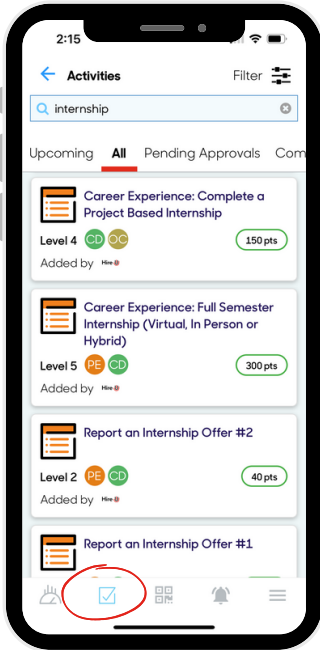 2:15
Activities
Filter
internship
Upcoming All Pending Approvals Com
Career Experience: Complete a
Project Based Internship
Level 4 CD OC 150 pts
Added by Hire
Career Experience: Full Semester
Internship (Virtual, In Person or
Hybrid)
Level 5 PE CD 300 pts
Added by Hire
Report an Internship Offer #2
Level 2 PE CD 40 pts
Added by Hire
Report an Internship Offer #1